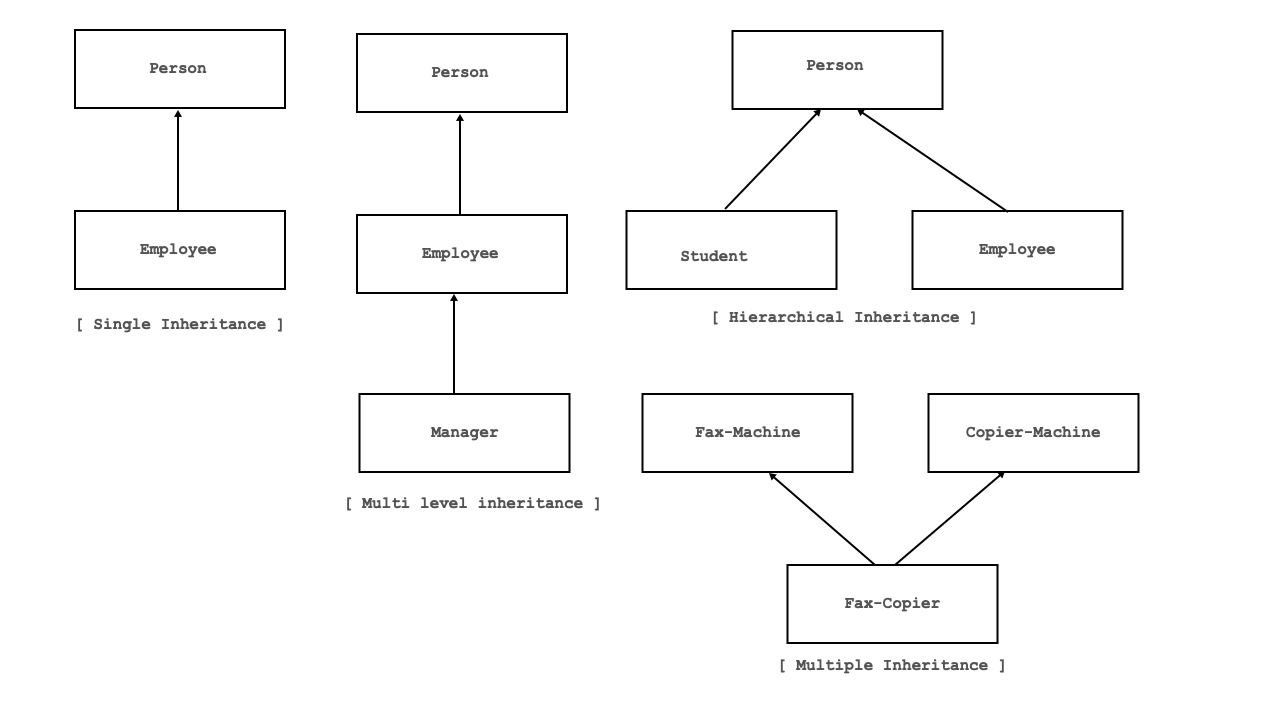 Person
Employee
[ Single Inheritance ]
Person
Employee
Manager
[ Multi level inheritance ]
Person
Student
Employee
[ Hierarchical Inheritance ]
Fax-Machine
Copier-Machine
Fax-Copier
[ Multiple Inheritance ]